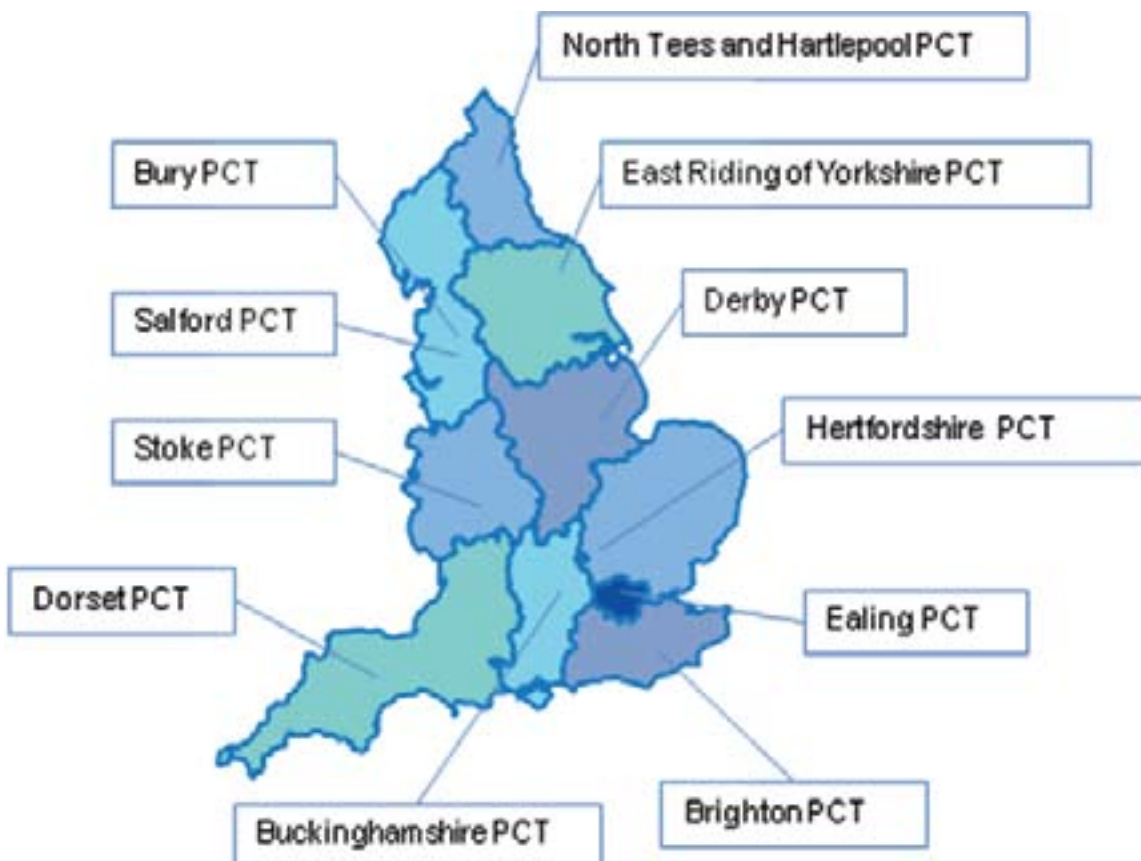 North Tees and Hartlepool PCT
Bury PCT
East Riding of Yorkshire PCT
Salford PCT
Derby PCT
Stoke PCT
Hertfordshire PCT
Dorset PCT
Ealing PCT
Buckinghamshire PCT
Brighton PCT